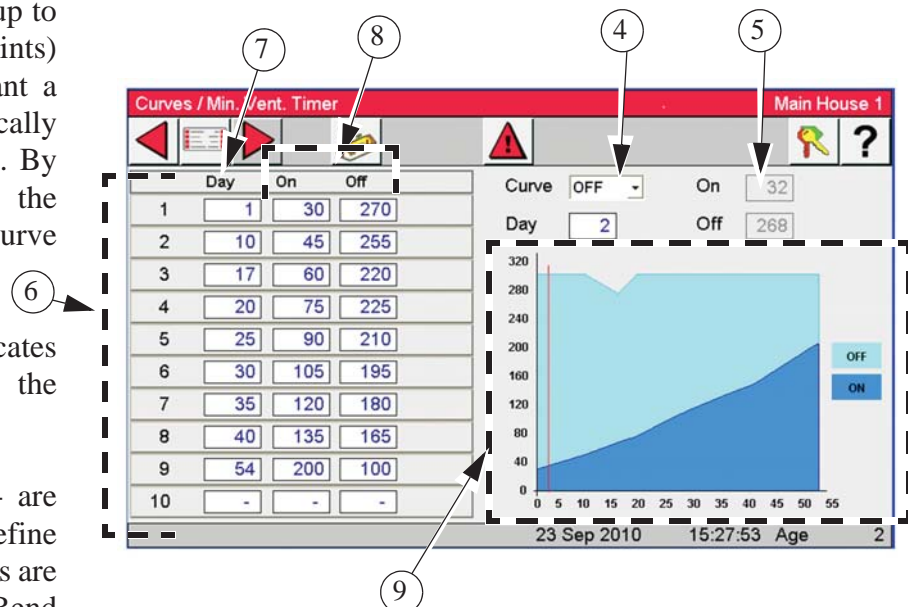 up to
ints)
ant a
cally
. By
the
urve
cates
the
- are
efine
s are
Bend
7
8
4
5
6
9
Curves / Min. Vent. Timer Main House 1
?
Day On Off
1 1 30 270
2 10 45 255
3 17 60 220
4 20 75 225
5 25 90 210
6 30 105 195
7 35 120 180
8 40 135 165
9 54 200 100
10 - - -
Curve OFF On 32
Day 2 Off 268
320
280
240
200
160
120
80
40
0
0 5 10 15 20 25 30 35 40 45 50 55
OFF
ON
23 Sep 2010 15:27:53 Age 2